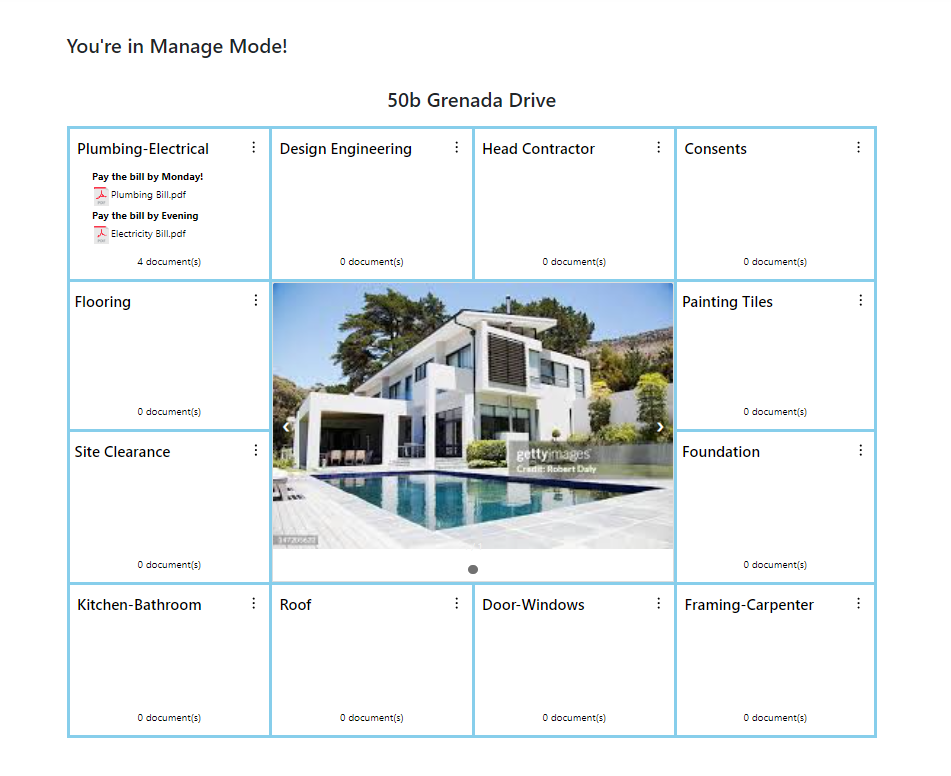 You're in Manage Mode!
50b Grenada Drive
Plumbing-Electrical
Pay the bill by Monday!
Plumbing Bill.pdf
Pay the bill by Evening
Electricity Bill.pdf
4 document(s)
Design Engineering
0 document(s)
Head Contractor
0 document(s)
Consents
0 document(s)
Flooring
0 document(s)
gettyimages
Credit: Robert Daly
Painting Tiles
0 document(s)
Site Clearance
0 document(s)
Foundation
0 document(s)
Kitchen-Bathroom
0 document(s)
Roof
0 document(s)
Door-Windows
0 document(s)
Framing-Carpenter
0 document(s)